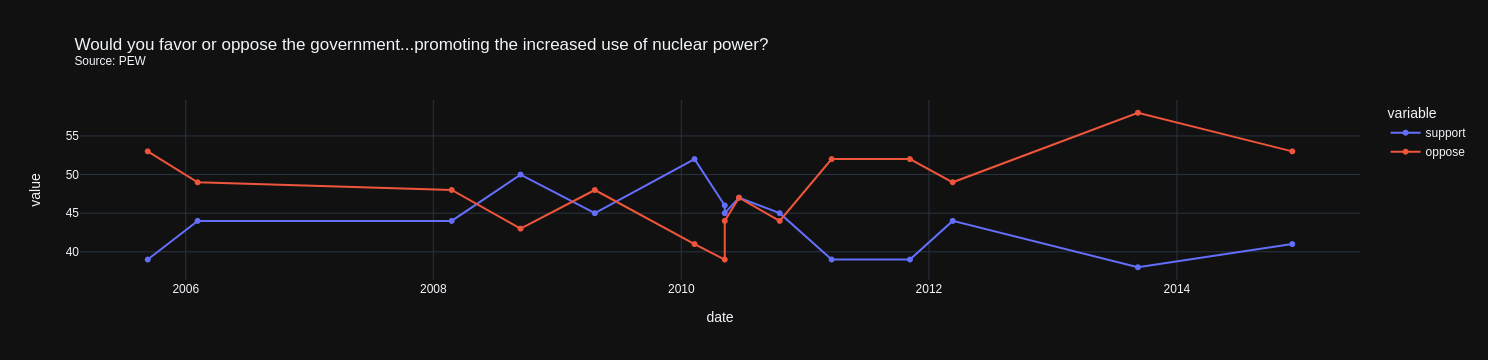 Would you favor or oppose the government...promoting the increased use of nuclear power?
Source: PEW
variable
support
oppose
value
55
50
45
40
2006
2008
2010
2012
2014
date